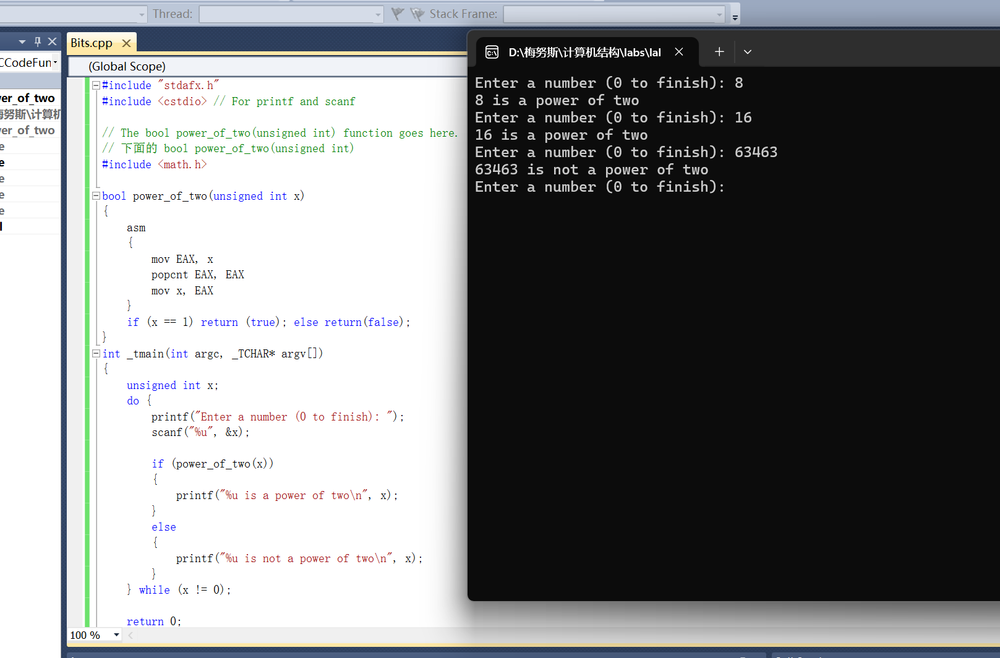 Thread:
Stack Frame:
Bits.cpp
CCodeFun
(Global Scope)
er_of_two
梅努斯\计算机
er_of_two
e
e
e
e
e
l
#include "stdafx.h"
#include <cstdio> // For printf and scanf
// The bool power_of_two(unsigned int) function goes here.
// 下面的 bool power_of_two(unsigned int)
#include <math.h>
bool power_of_two(unsigned int x)
{
asm
{
mov EAX, x
popcnt EAX, EAX
mov x, EAX
}
if (x == 1) return (true); else return(false);
}
int _tmain(int argc, _TCHAR* argv[])
{
unsigned int x;
do {
printf("Enter a number (0 to finish): ");
scanf("%u", &x);
if (power_of_two(x))
{
printf("%u is a power of two\n", x);
}
else
{
printf("%u is not a power of two\n", x);
}
} while (x != 0);
return 0;
100 %
D:\梅努斯\计算机结构\labs\lal
Enter a number (0 to finish): 8
8 is a power of two
Enter a number (0 to finish): 16
16 is a power of two
Enter a number (0 to finish): 63463
63463 is not a power of two
Enter a number (0 to finish):